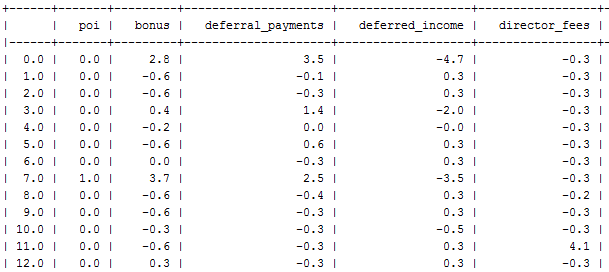 +------+-------+--------+---------------------+-------------------+-----------------+-
|      |   poi |  bonus |   deferral_payments |   deferred_income |   director_fees |
|------+-------+--------+---------------------+-------------------+-----------------+-
|  0.0 |   0.0 |    2.8 |                 3.5 |              -4.7 |            -0.3 |
|  1.0 |   0.0 |   -0.6 |                -0.1 |               0.3 |            -0.3 |
|  2.0 |   0.0 |   -0.6 |                -0.3 |               0.3 |            -0.3 |
|  3.0 |   0.0 |    0.4 |                 1.4 |              -2.0 |            -0.3 |
|  4.0 |   0.0 |   -0.2 |                 0.0 |              -0.0 |            -0.3 |
|  5.0 |   0.0 |   -0.6 |                 0.6 |               0.3 |            -0.3 |
|  6.0 |   0.0 |    0.0 |                -0.3 |               0.3 |            -0.3 |
|  7.0 |   1.0 |    3.7 |                 2.5 |              -3.5 |            -0.3 |
|  8.0 |   0.0 |   -0.6 |                -0.4 |               0.3 |            -0.2 |
|  9.0 |   0.0 |   -0.6 |                -0.3 |               0.3 |            -0.3 |
| 10.0 |   0.0 |   -0.3 |                -0.3 |              -0.5 |            -0.3 |
| 11.0 |   0.0 |   -0.6 |                -0.3 |               0.3 |             4.1 |
| 12.0 |   0.0 |    0.3 |                -0.3 |               0.3 |            -0.3 |